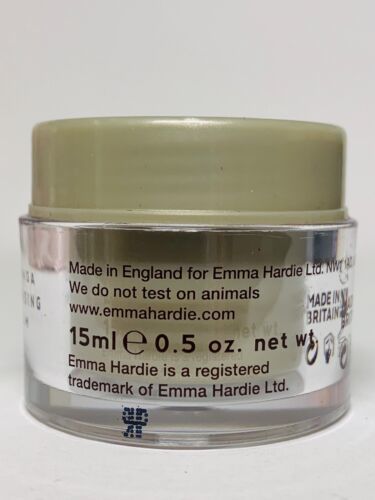 Made in England for Emma Hardie Ltd. NW1
We do not test on animals
www.emmahardie.com
15ml e 0.5 oz. net wt.
Emma Hardie is a registered
trademark of Emma Hardie Ltd.
MADE IN
BRITAIN